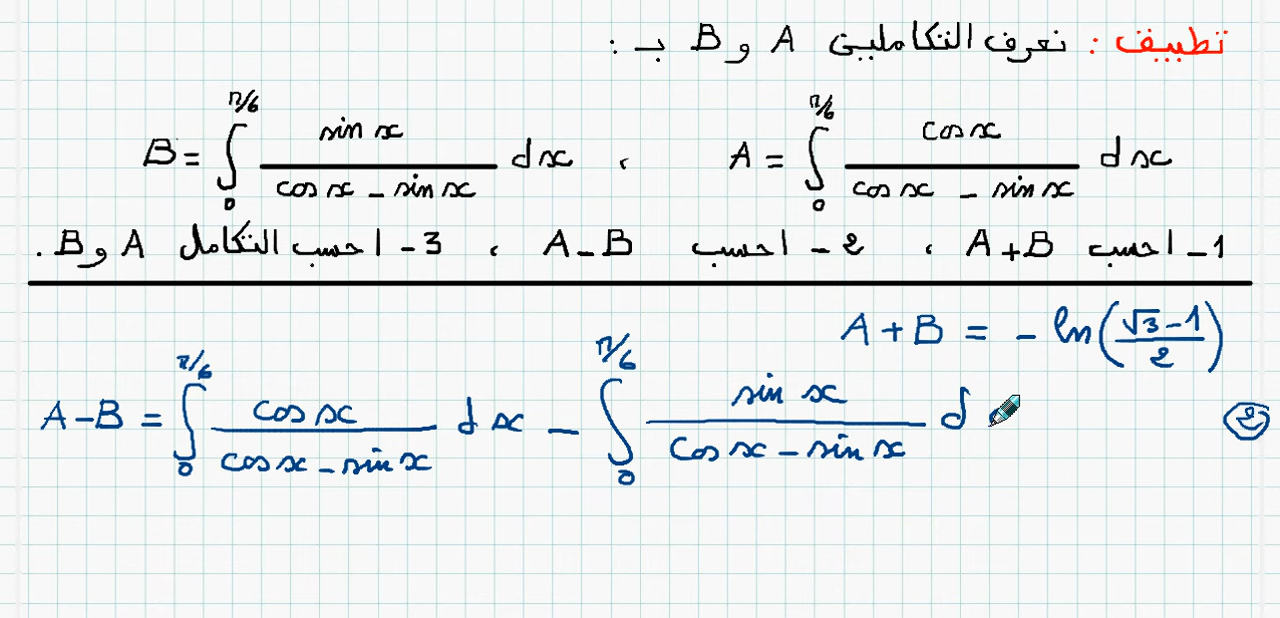 تطبيق : نعرف التكاملين A و B بـ :
A = ∫₀^{π/6} cos x / (cos x - sin x) dx ، B = ∫₀^{π/6} sin x / (cos x - sin x) dx
1 - احسب A+B ، 2 - احسب A-B ، 3 - احسب التكامل A و B .
A + B = - ln((√3 - 1)/2)
② A - B = ∫₀^{π/6} cos x / (cos x - sin x) dx - ∫₀^{π/6} sin x / (cos x - sin x) d